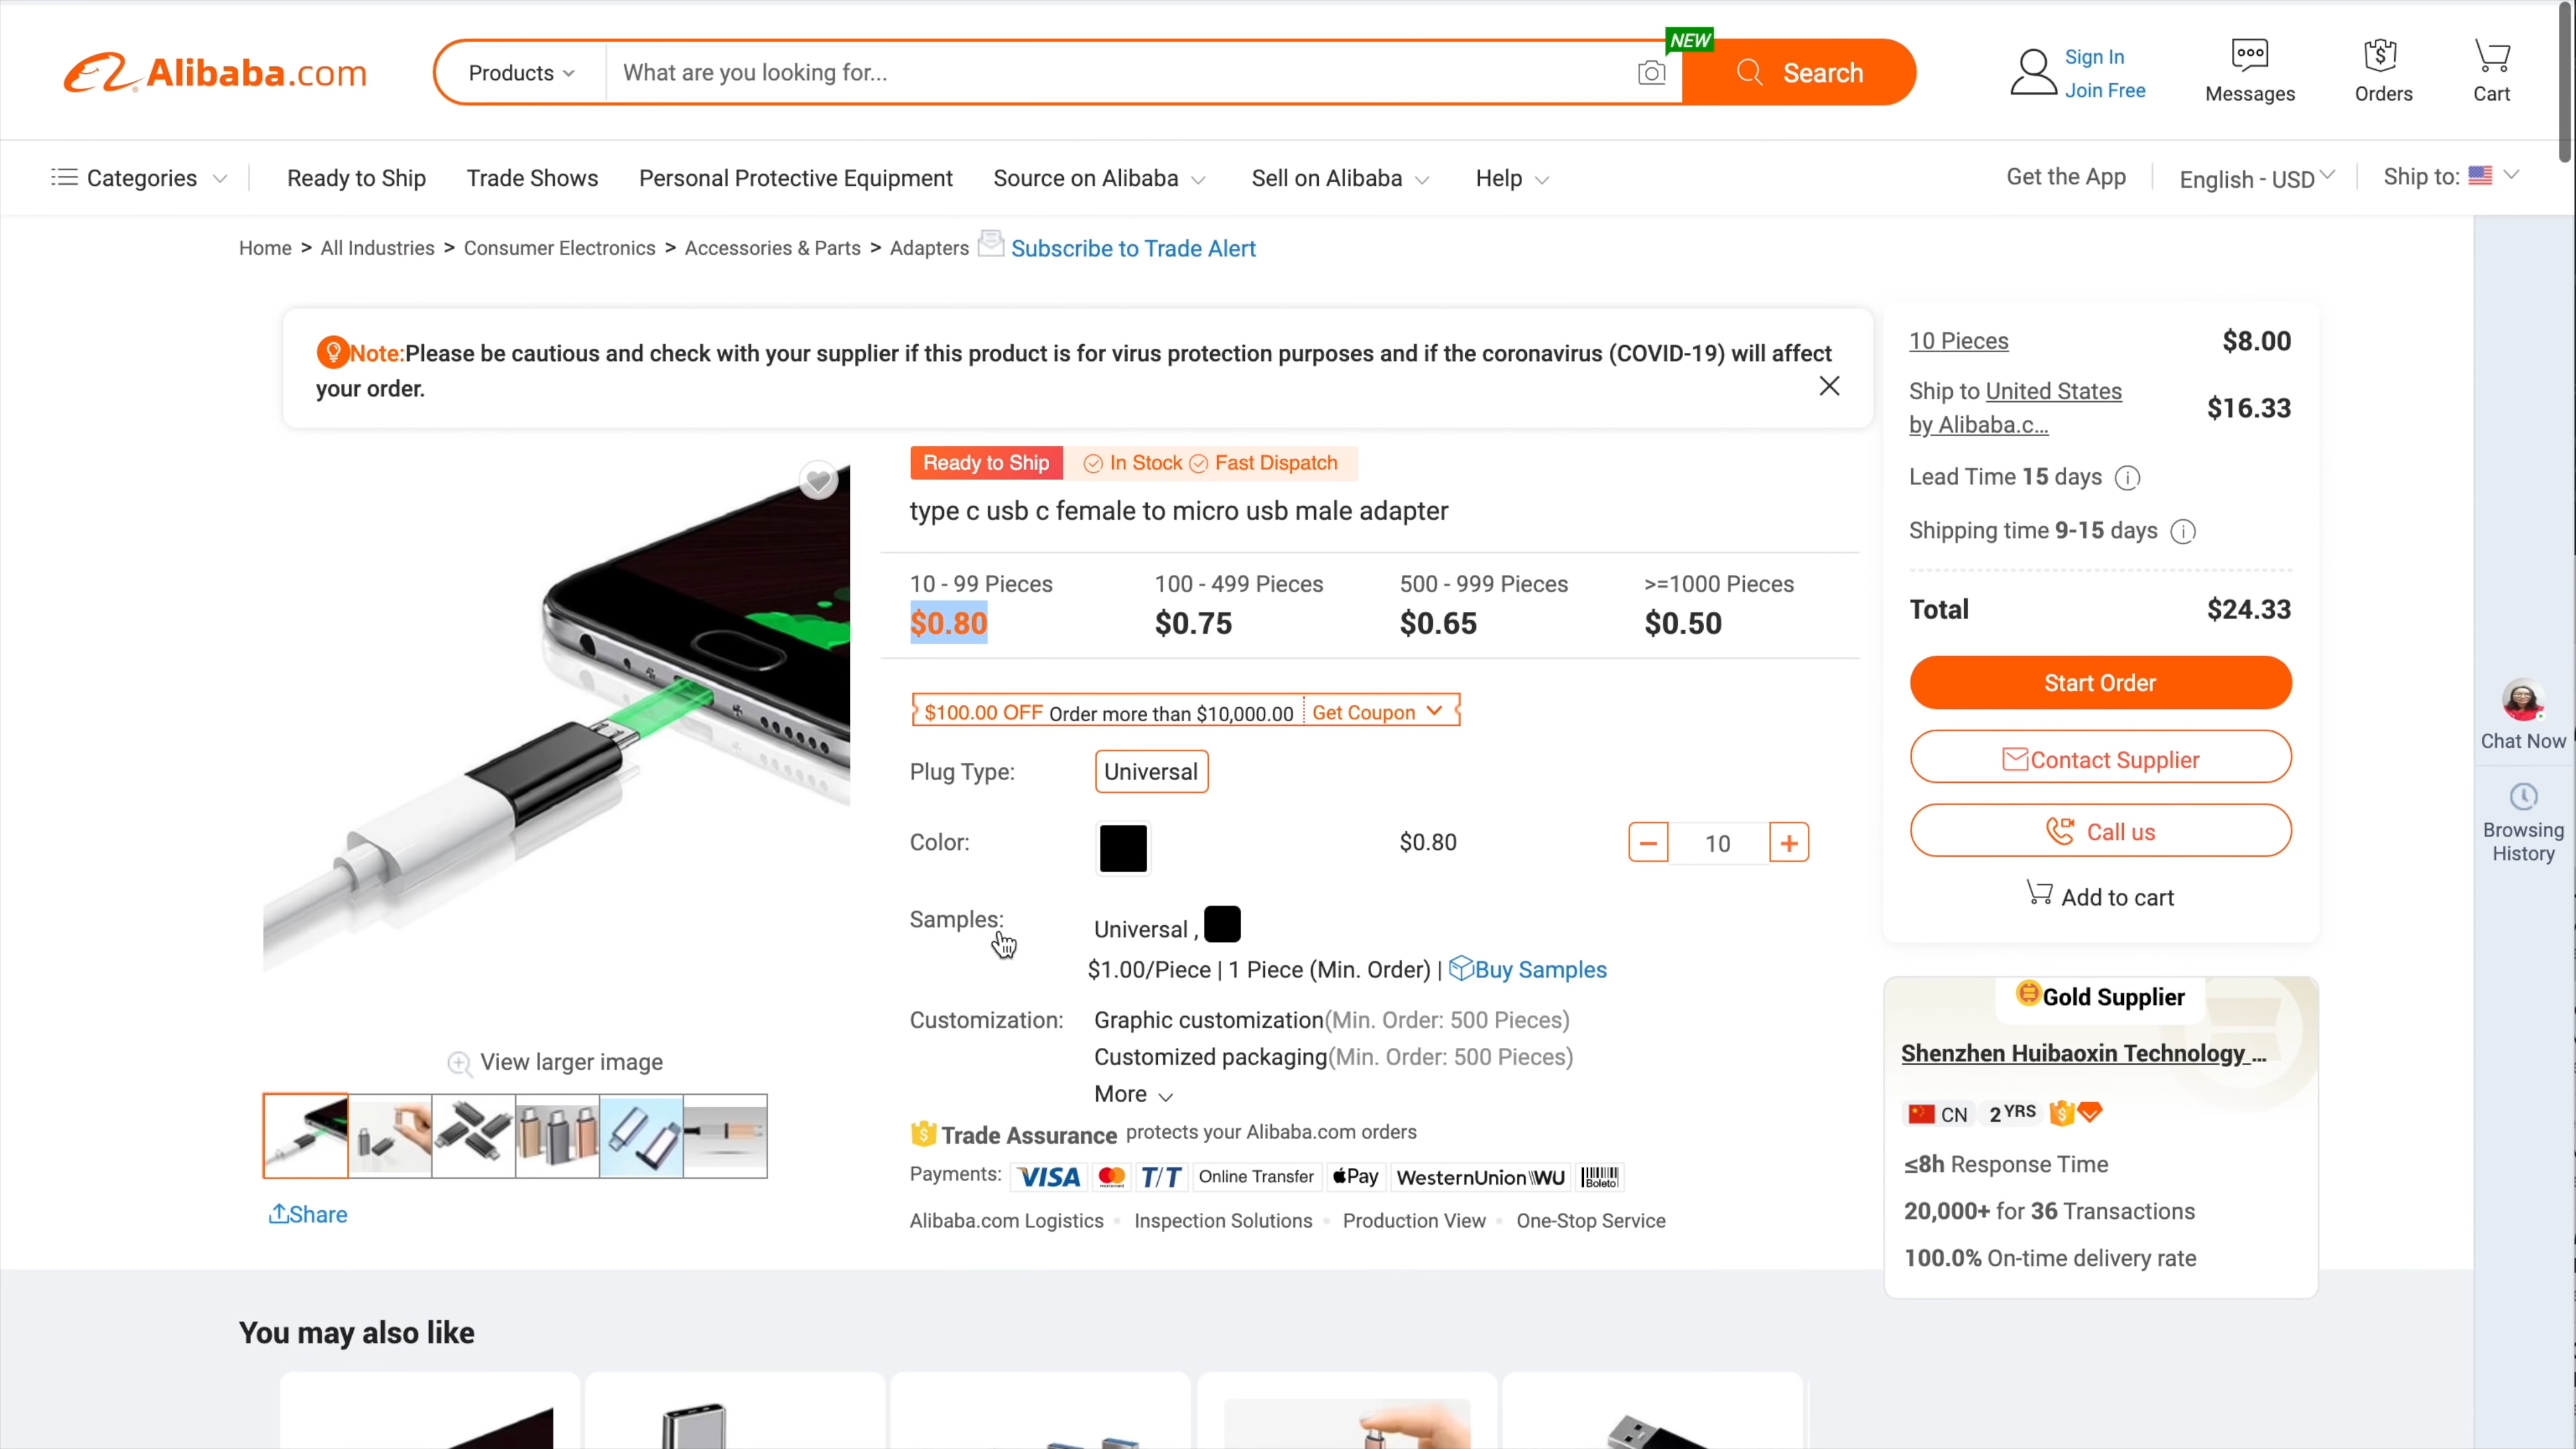 Alibaba.com
Products
What are you looking for...
NEW
Search
Sign In
Join Free
Messages
Orders
Cart
Categories
Ready to Ship
Trade Shows
Personal Protective Equipment
Source on Alibaba
Sell on Alibaba
Help
Get the App
English - USD
Ship to:
Home > All Industries > Consumer Electronics > Accessories & Parts > Adapters
Subscribe to Trade Alert
Note:Please be cautious and check with your supplier if this product is for virus protection purposes and if the coronavirus (COVID-19) will affect
your order.
Ready to Ship
In Stock
Fast Dispatch
type c usb c female to micro usb male adapter
10 - 99 Pieces
$0.80
100 - 499 Pieces
$0.75
500 - 999 Pieces
$0.65
>=1000 Pieces
$0.50
$100.00 OFF Order more than $10,000.00
Get Coupon
Plug Type:
Universal
Color:
$0.80
− 10 +
Samples:
Universal ,
$1.00/Piece | 1 Piece (Min. Order) | Buy Samples
Customization:
Graphic customization(Min. Order: 500 Pieces)
Customized packaging(Min. Order: 500 Pieces)
More
Trade Assurance protects your Alibaba.com orders
Payments: VISA mastercard T/T Online Transfer Pay WesternUnion WU Boleto
Alibaba.com Logistics • Inspection Solutions • Production View • One-Stop Service
View larger image
Share
10 Pieces $8.00
Ship to United States
by Alibaba.c...
$16.33
Lead Time 15 days
Shipping time 9-15 days
Total $24.33
Start Order
Contact Supplier
Call us
Add to cart
Gold Supplier
Shenzhen Huibaoxin Technology ...
CN 2 YRS
≤8h Response Time
20,000+ for 36 Transactions
100.0% On-time delivery rate
Chat Now
Browsing
History
You may also like